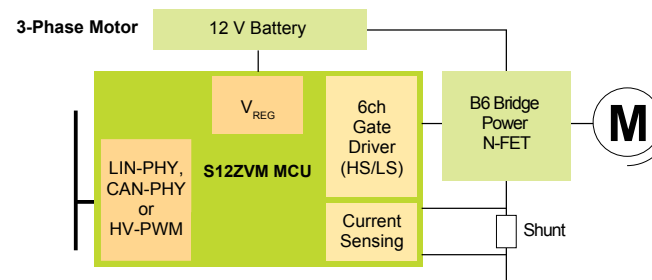 3-Phase Motor
12 V Battery
VREG
6ch
Gate
Driver
(HS/LS)
B6 Bridge
Power
N-FET
M
LIN-PHY,
CAN-PHY
or
HV-PWM
S12ZVM MCU
Current
Sensing
Shunt